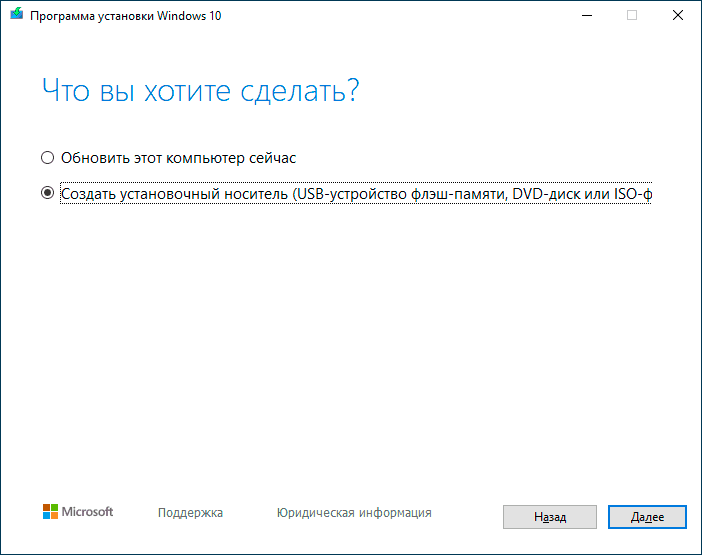 Программа установки Windows 10
Что вы хотите сделать?
Обновить этот компьютер сейчас
Создать установочный носитель (USB-устройство флэш-памяти, DVD-диск или ISO-ф
Microsoft
Поддержка
Юридическая информация
Назад
Далее